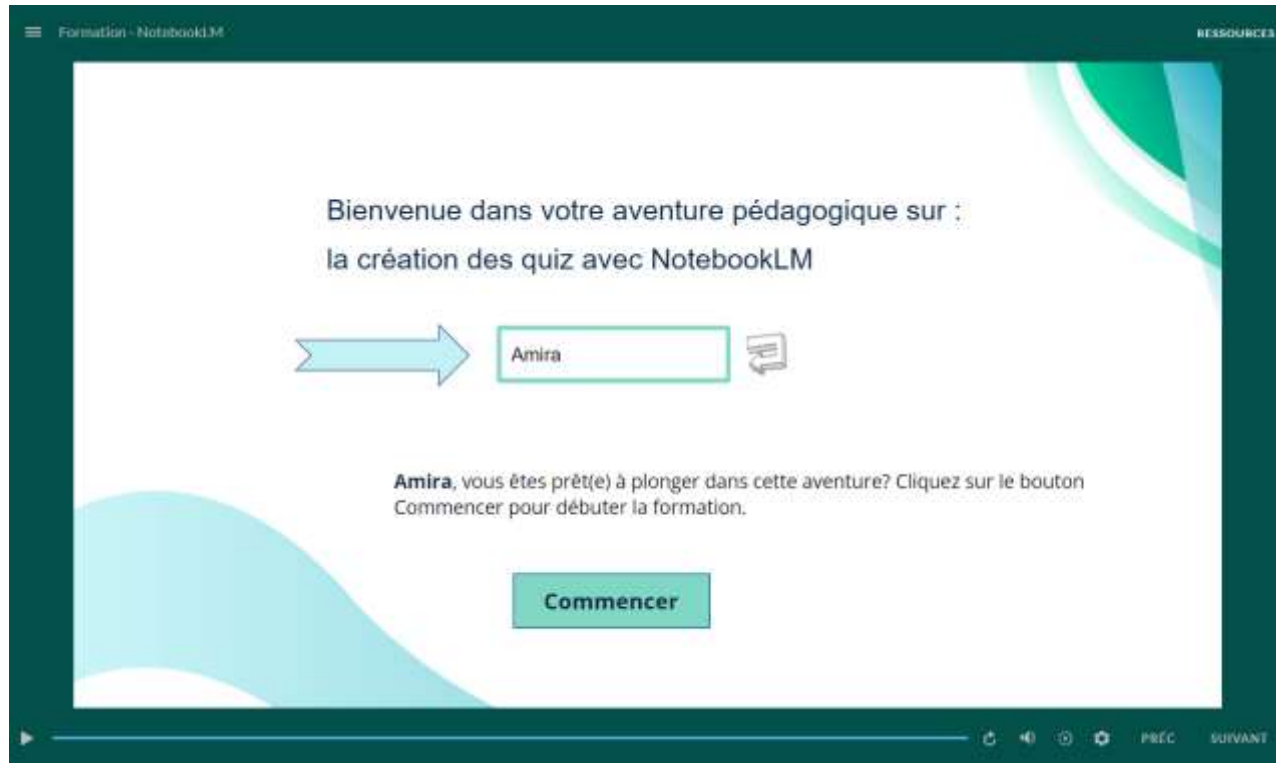 Formation - NotebookLM
RESSOURCES
Bienvenue dans votre aventure pédagogique sur :
la création des quiz avec NotebookLM
Amira
Amira, vous êtes prêt(e) à plonger dans cette aventure? Cliquez sur le bouton
Commencer pour débuter la formation.
Commencer
PRÉC
SUIVANT